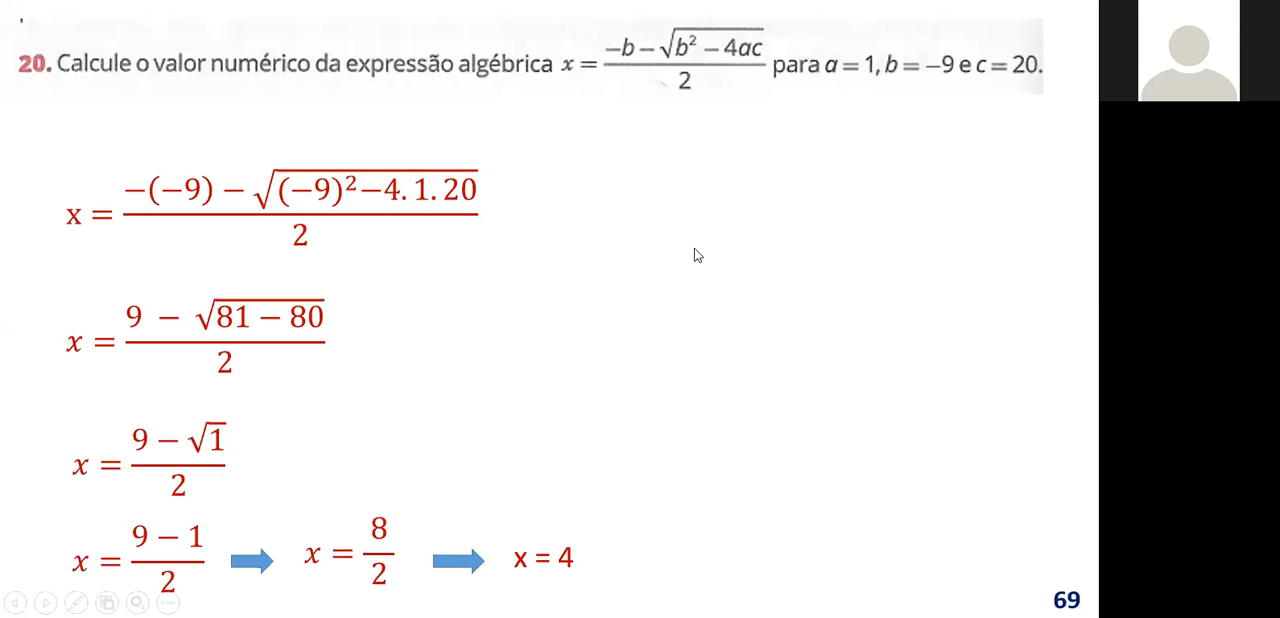 20. Calcule o valor numérico da expressão algébrica x = (−b − √(b² − 4ac))/2 para a = 1, b = −9 e c = 20.
x = (−(−9) − √((−9)²−4.1.20))/2
x = (9 − √(81 − 80))/2
x = (9 − √1)/2
x = (9 − 1)/2 x = 8/2 x = 4
69